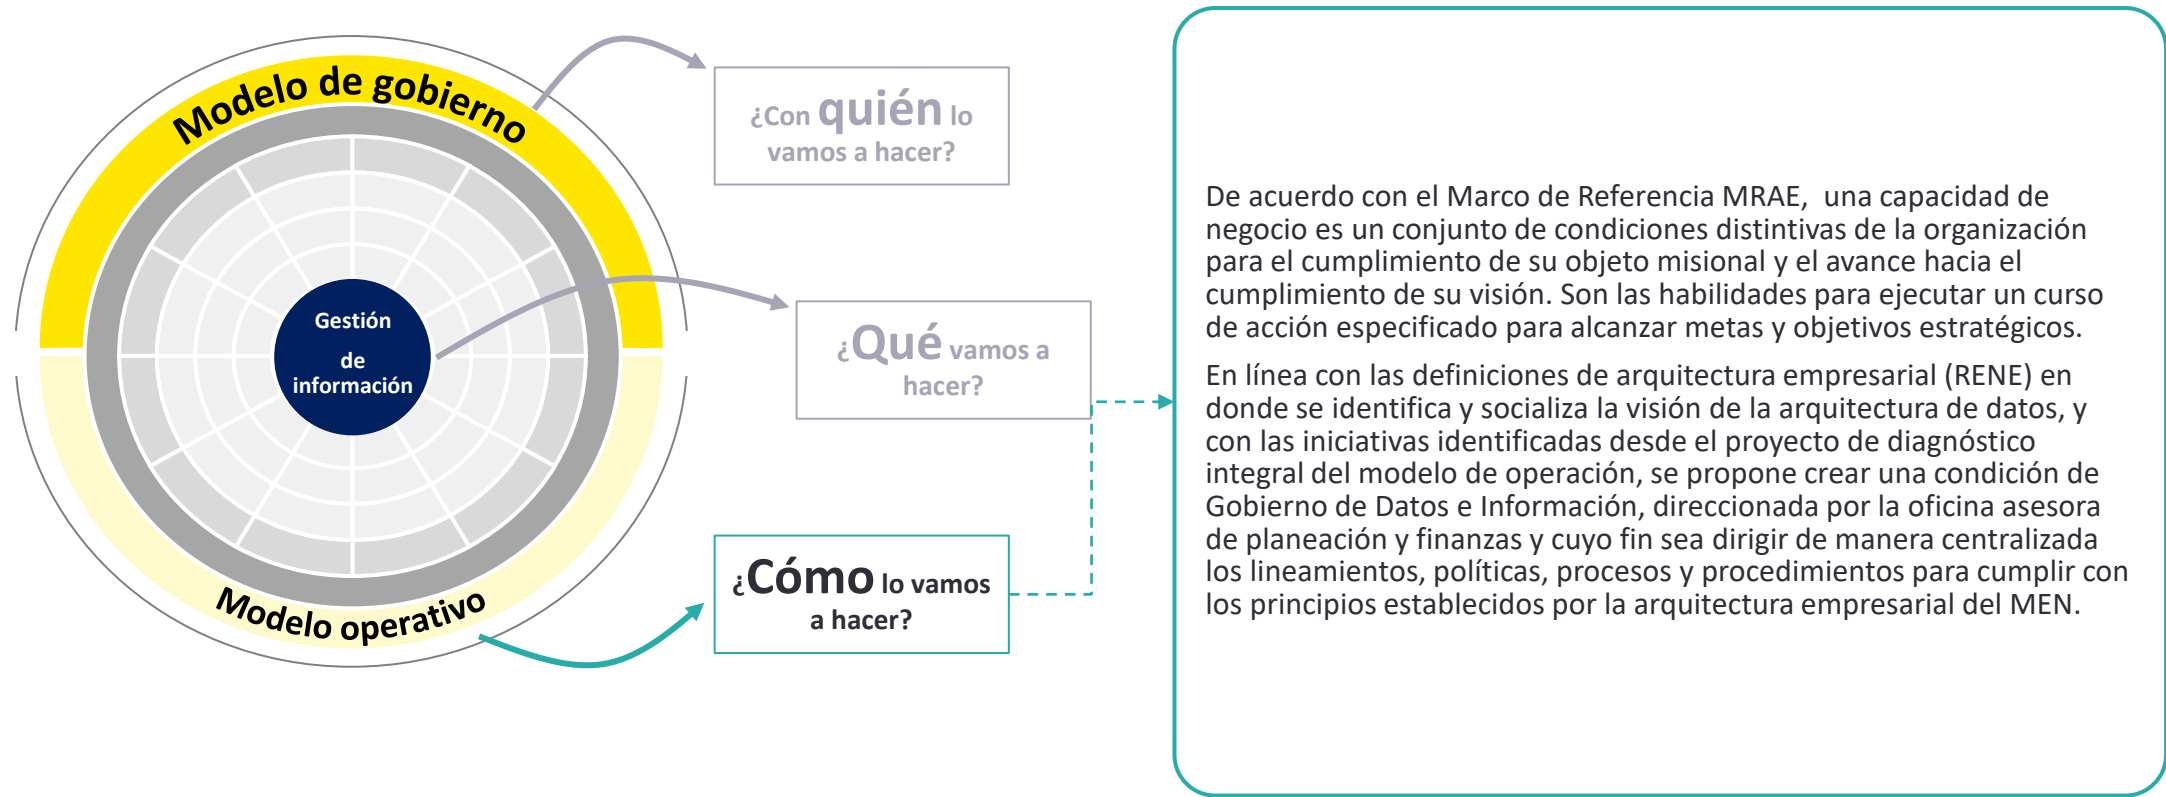 Modelo de gobierno
Gestión
de
información
Modelo operativo
¿Con quién lo
vamos a hacer?
¿Qué vamos a
hacer?
¿Cómo lo vamos
a hacer?
De acuerdo con el Marco de Referencia MRAE,  una capacidad de
negocio es un conjunto de condiciones distintivas de la organización
para el cumplimiento de su objeto misional y el avance hacia el
cumplimiento de su visión. Son las habilidades para ejecutar un curso
de acción especificado para alcanzar metas y objetivos estratégicos.
En línea con las definiciones de arquitectura empresarial (RENE) en
donde se identifica y socializa la visión de la arquitectura de datos, y
con las iniciativas identificadas desde el proyecto de diagnóstico
integral del modelo de operación, se propone crear una condición de
Gobierno de Datos e Información, direccionada por la oficina asesora
de planeación y finanzas y cuyo fin sea dirigir de manera centralizada
los lineamientos, políticas, procesos y procedimientos para cumplir con
los principios establecidos por la arquitectura empresarial del MEN.